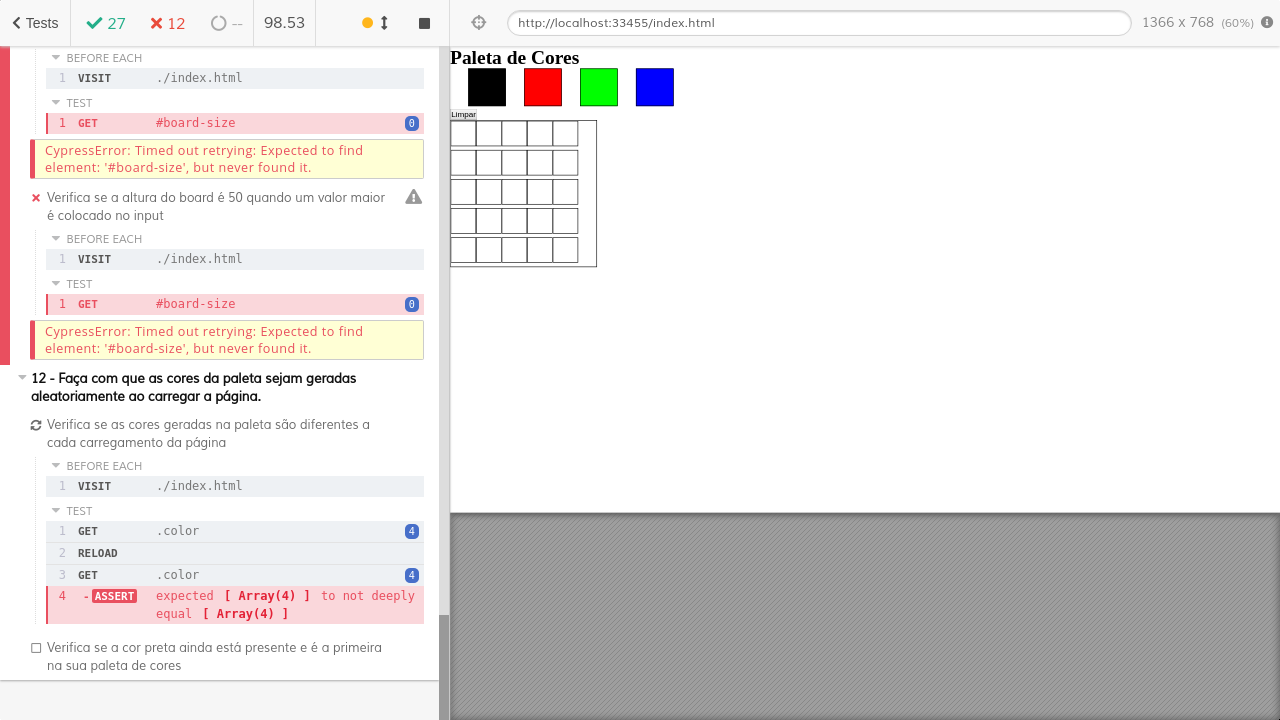 Tests 27 12 -- 98.53 http://localhost:33455/index.html 1366 x 768 (60%)
BEFORE EACH
1 VISIT ./index.html
TEST
1 GET #board-size 0
CypressError: Timed out retrying: Expected to find
element: '#board-size', but never found it.
Verifica se a altura do board é 50 quando um valor maior
é colocado no input
BEFORE EACH
1 VISIT ./index.html
TEST
1 GET #board-size 0
CypressError: Timed out retrying: Expected to find
element: '#board-size', but never found it.
12 - Faça com que as cores da paleta sejam geradas
aleatoriamente ao carregar a página.
Verifica se as cores geradas na paleta são diferentes a
cada carregamento da página
BEFORE EACH
1 VISIT ./index.html
TEST
1 GET .color 4
2 RELOAD
3 GET .color 4
4 -ASSERT expected [ Array(4) ] to not deeply
equal [ Array(4) ]
Verifica se a cor preta ainda está presente e é a primeira
na sua paleta de cores
Paleta de Cores
Limpar